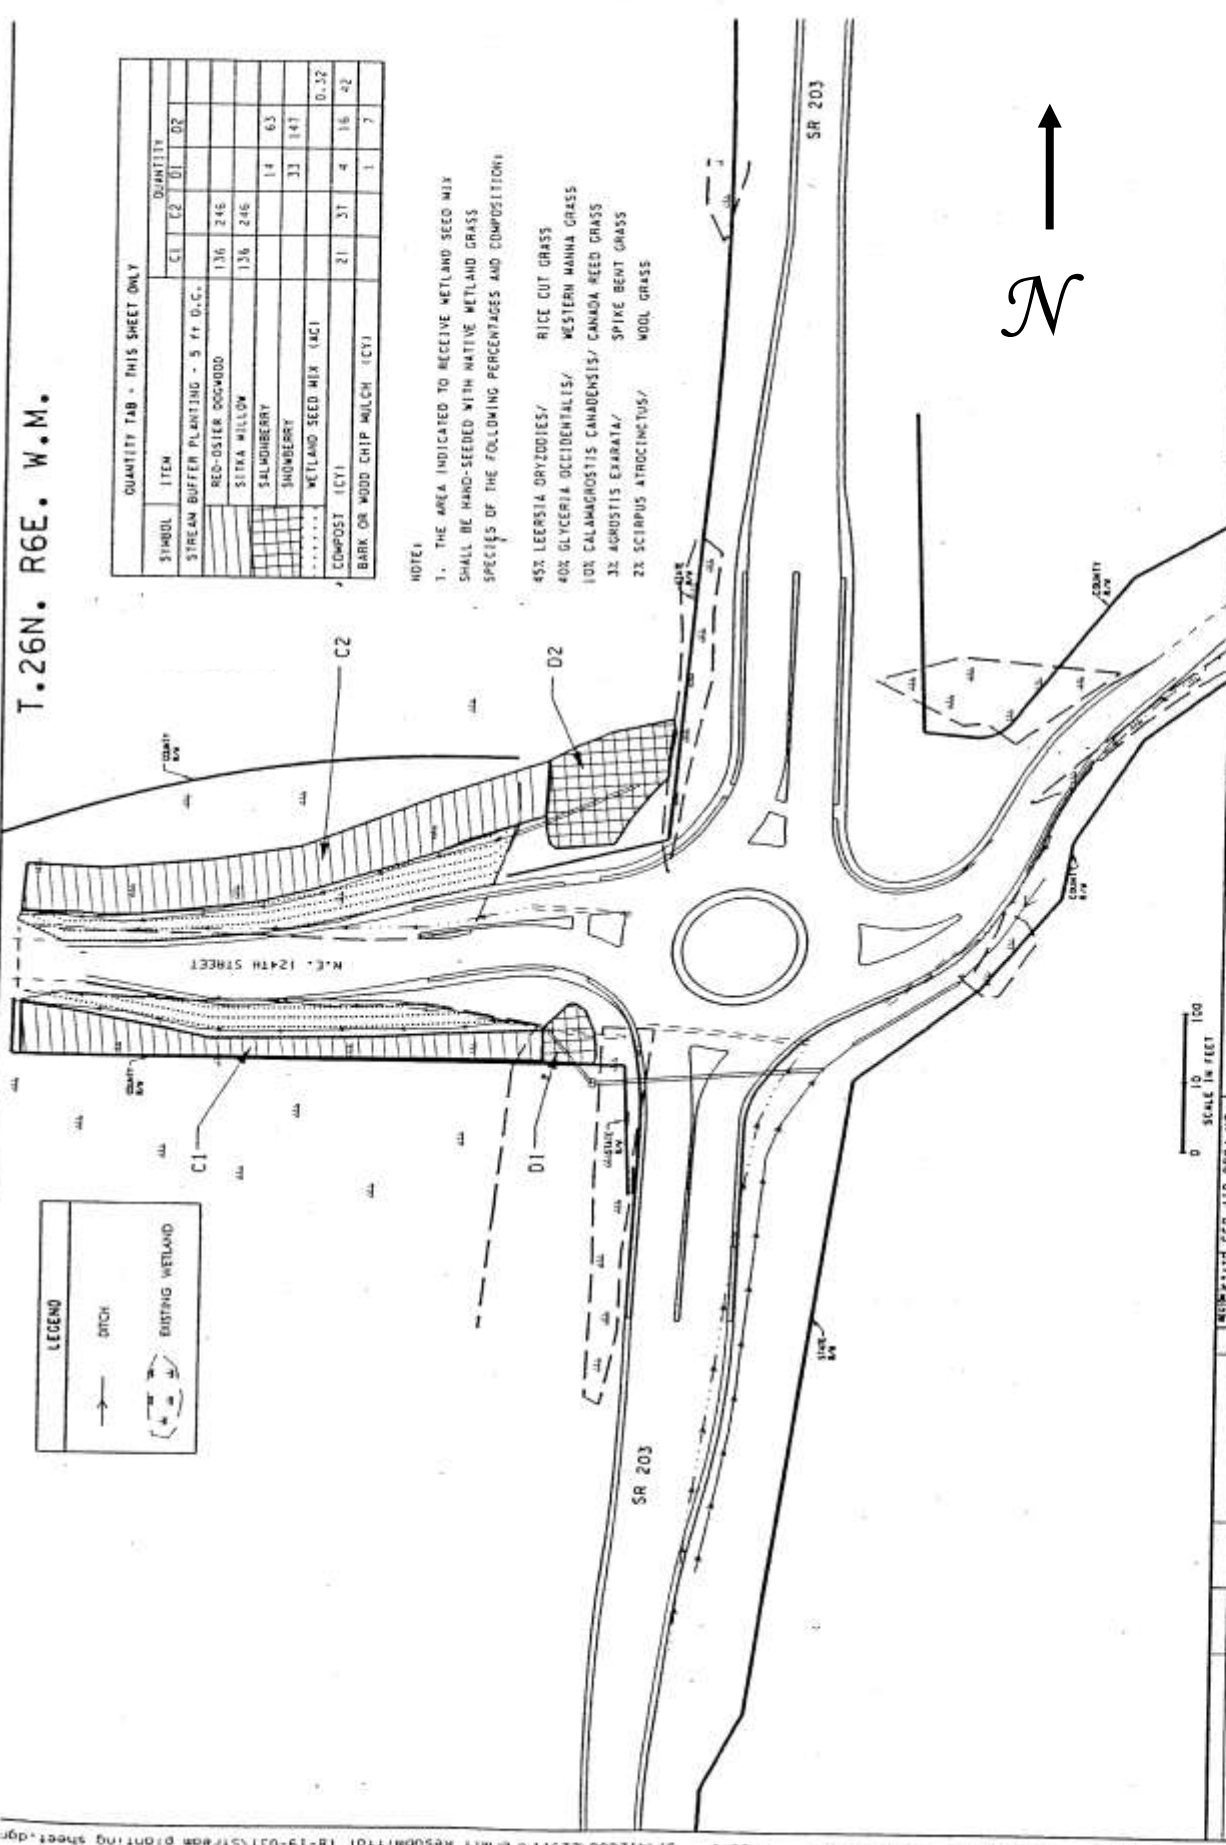 T.26N. R6E. W.M.
QUANTITY TAB - THIS SHEET ONLY
SYMBOL ITEM QUANTITY
C1 C2 D1 D2
STREAM BUFFER PLANTING - 5 FT O.C.
RED-OSIER DOGWOOD 136 246
SITKA WILLOW 136 246
SALMONBERRY 14 63
SNOWBERRY 33 147
WETLAND SEED MIX (AC) 0.32
COMPOST (CY) 21 37 4 16 42
BARK OR WOOD CHIP MULCH (CY) 1 7
NOTE:
1. THE AREA INDICATED TO RECEIVE WETLAND SEED MIX
SHALL BE HAND-SEEDED WITH NATIVE WETLAND GRASS
SPECIES OF THE FOLLOWING PERCENTAGES AND COMPOSITION:
45% LEERSIA ORYZODIES/ RICE CUT GRASS
40% GLYCERIA OCCIDENTALIS/ WESTERN MANNA GRASS
10% CALAMAGROSTIS CANADENSIS/ CANADA REED GRASS
3% AGROSTIS EXARATA/ SPIKE BENT GRASS
2% SCIRPUS ATROCINCTUS/ WOOL GRASS
LEGEND
DITCH
EXISTING WETLAND
C1
C2
D1
D2
N.E. 124TH STREET
COUNTY R/W
COUNTY R/W
STATE R/W
STATE R/W
STATE R/W
COUNTY R/W
COUNTY R/W
SR 203
SR 203
N
0 10 100
SCALE IN FEET
planting sheet.dgn